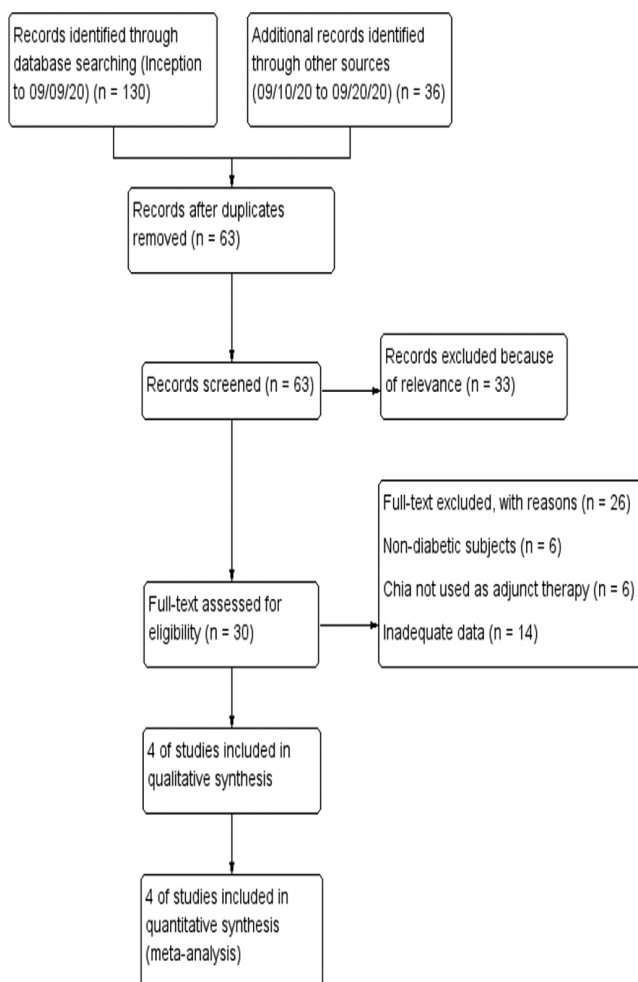 Records identified through
database searching (Inception
to 09/09/20) (n = 130)
Additional records identified
through other sources
(09/10/20 to 09/20/20) (n = 36)
Records after duplicates
removed (n = 63)
Records screened (n = 63)
Records excluded because
of relevance (n = 33)
Full-text assessed for
eligibility (n = 30)
Full-text excluded, with reasons (n = 26)
Non-diabetic subjects (n = 6)
Chia not used as adjunct therapy (n = 6)
Inadequate data (n = 14)
4 of studies included in
qualitative synthesis
4 of studies included in
quantitative synthesis
(meta-analysis)